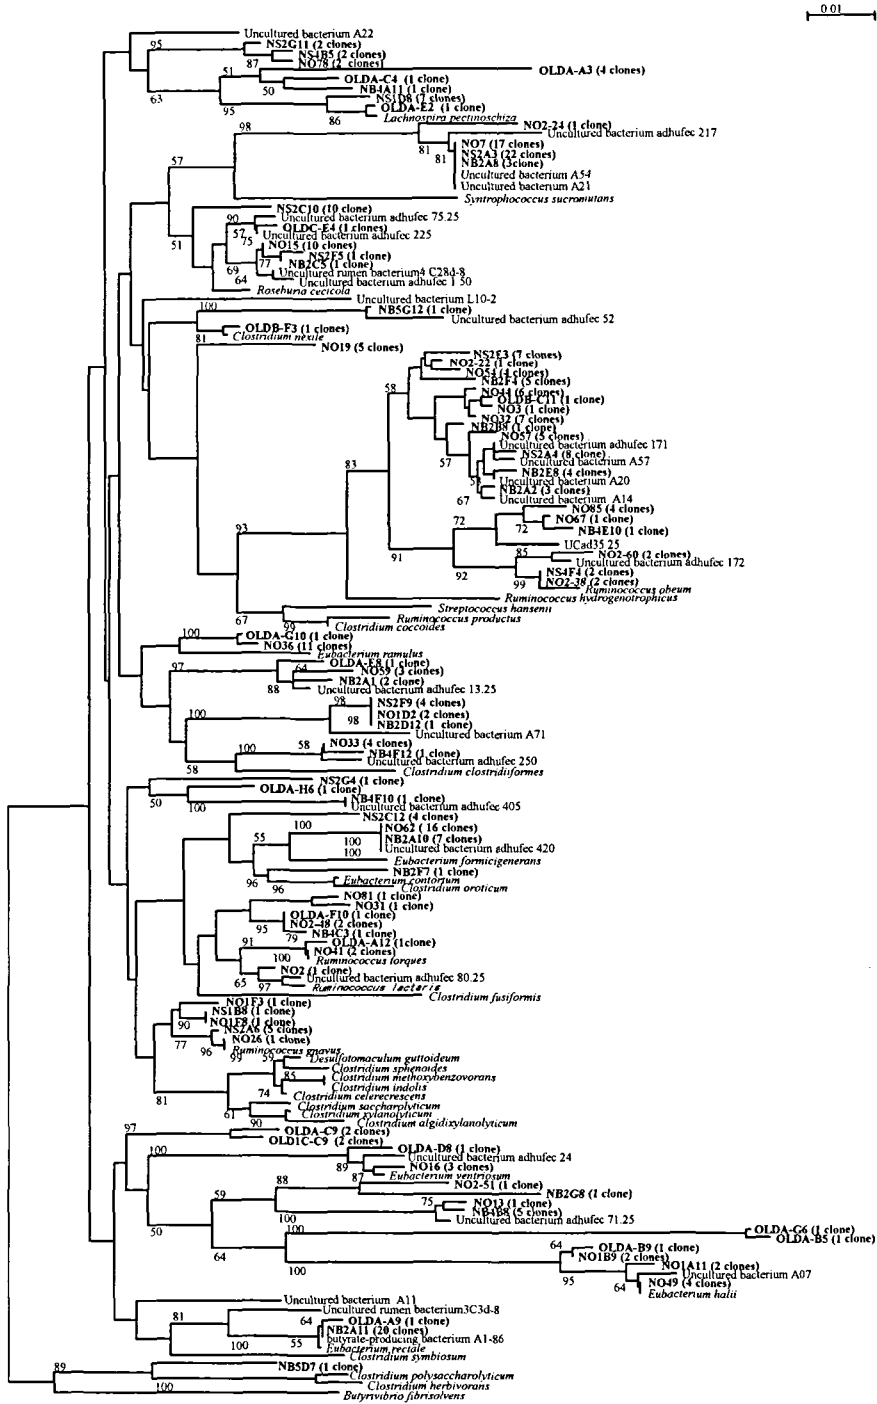 0 01
Uncultured bacterium A22
95
NS2G11 (2 clones)
NS4B5 (2 clones)
87
NO78 (2 clones)
51
OLDA-A3 (4 clones)
OLDA-C4 (1 clone)
50
NB4A11 (1 clone)
63
NS1D8 (7 clones)
95
OLDA-E2 (1 clone)
86
Lachnospira pectinoschiza
98
NO2-24 (1 clone)
Uncultured bacterium adhufec 217
81
NO7 (17 clones)
81
NS2A3 (22 clones)
NB2A8 (3clone)
57
Uncultured bacterium A54
Uncultured bacterium A21
Syntrophococcus sucromutans
NS2C10 (10 clone)
90
Uncultured bacterium adhufec 75.25
OLDC-E4 (1 clones)
57
Uncultured bacterium adhufec 225
51
75
NO15 (10 clones)
NS2F5 (1 clone)
77
NB2C5 (1 clone)
69
Uncultured rumen bacterium4 C28d-8
64
Uncultured bacterium adhufec 1 50
Roseburia cecicola
Uncultured bacterium L10-2
100
NB5G12 (1 clone)
Uncultured bacterium adhufec 52
OLDB-F3 (1 clones)
81
Clostridium nexile
NO19 (5 clones)
NS2E3 (7 clones)
NO2-22 (1 clone)
NO54 (4 clones)
NB2F4 (5 clones)
58
NO44 (6 clones)
OLDB-C11 (1 clone)
NO3 (1 clone)
NO32 (7 clones)
NB2B8 (1 clone)
NO57 (5 clones)
Uncultured bacterium adhufec 171
NS2A4 (8 clone)
57
Uncultured bacterium A57
83
NB2E8 (4 clones)
Uncultured bacterium A20
NB2A2 (3 clones)
67
Uncultured bacterium A14
NO85 (4 clones)
72
NO67 (1 clone)
72
NB4E10 (1 clone)
93
UCad35 25
91
85
NO2-60 (2 clones)
Uncultured bacterium adhufec 172
92
NS4F4 (2 clones)
99
NO2-38 (2 clones)
Ruminococcus obeum
Ruminococcus hydrogenotrophicus
Streptococcus hansenii
67
Ruminococcus productus
99
Clostridium coccoides
100
OLDA-G10 (1 clone)
NO36 (11 clones)
Eubacterium ramulus
97
OLDA-E8 (1 clone)
64
NO59 (3 clones)
NB2A1 (2 clone)
88
Uncultured bacterium adhufec 13.25
98
NS2F9 (4 clones)
100
98
NO1D2 (2 clones)
NB2D12 (1 clone)
Uncultured bacterium A71
58
NO33 (4 clones)
100
NB4F12 (1 clone)
Uncultured bacterium adhufec 250
58
Clostridium clostridiiformes
NS2G4 (1 clone)
OLDA-H6 (1 clone)
50
NB4F10 (1 clone)
100
Uncultured bacterium adhufec 405
NS2C12 (4 clones)
100
NO62 ( 16 clones)
55
100
NB2A10 (7 clones)
100
Uncultured bacterium adhufec 420
Eubacterium formicigenerans
NB2F7 (1 clone)
96
96
Eubacterium contortum
Clostridium oroticum
NO81 (1 clone)
NO31 (1 clone)
OLDA-F10 (1 clone)
95
NO2-48 (2 clones)
79
NB4C3 (1 clone)
91
OLDA-A12 (1clone)
100
NO41 (2 clones)
Ruminococcus torques
NO2 (1 clone)
65
Uncultured bacterium adhufec 80.25
97
Ruminococcus lactaris
Clostridium fusiformis
NO1F3 (1 clone)
NS1B8 (1 clone)
90
NO1F8 (1 clone)
NS2A6 (5 clones)
77
96
NO26 (1 clone)
Ruminococcus gnavus
99
59
Desulfotomaculum guttoideum
Clostridium sphenoides
85
Clostridium methoxybenzovorans
Clostridium indolis
81
74
Clostridium celerecrescens
Clostridium saccharolyticum
61
Clostridium xylanolyticum
90
Clostridium algidixylanolyticum
97
OLDA-C9 (2 clones)
OLD1C-C9 (2 clones)
100
OLDA-D8 (1 clone)
Uncultured bacterium adhufec 24
89
NO16 (3 clones)
Eubacterium ventriosum
88
87
NO2-51 (1 clone)
NB2G8 (1 clone)
59
75
NO13 (1 clone)
NB4B8 (5 clones)
100
Uncultured bacterium adhufec 71.25
50
100
OLDA-G6 (1 clone)
OLDA-B5 (1 clone)
64
64
OLDA-B9 (1 clone)
NO1B9 (2 clones)
100
NO1A11 (2 clones)
95
Uncultured bacterium A07
64
NO49 (4 clones)
Eubacterium halii
Uncultured bacterium A11
Uncultured rumen bacterium3C3d-8
81
64
OLDA-A9 (1 clone)
NB2A11 (20 clones)
55
butyrate-producing bacterium A1-86
100
Eubacterium rectale
Clostridium symbiosum
89
NB5D7 (1 clone)
Clostridium polysaccharolyticum
Clostridium herbivorans
100
Butyrivibrio fibrisolvens